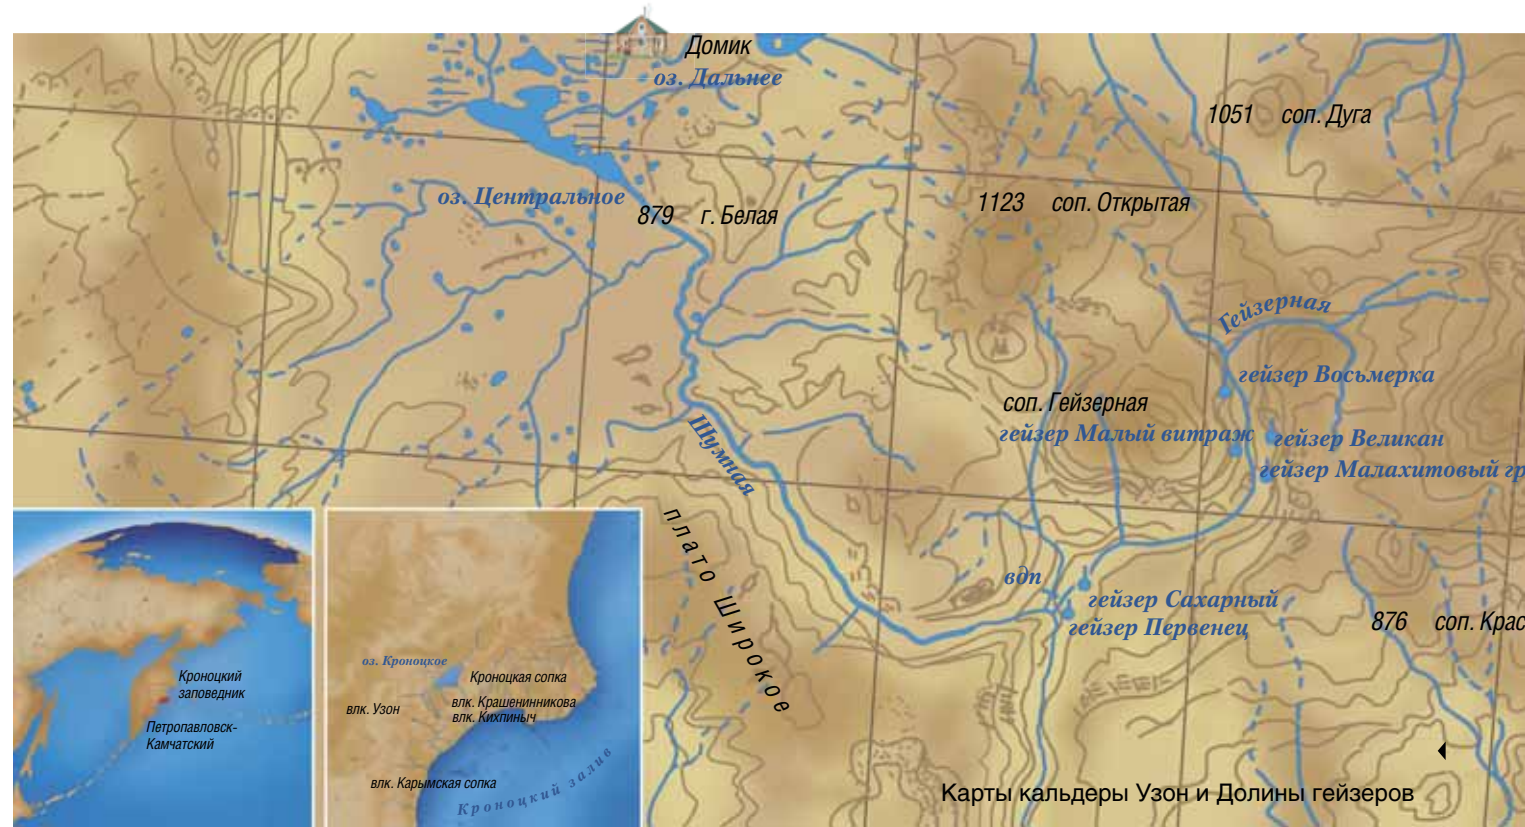 Домик
оз. Дальнее
1051 соп. Дуга
оз. Центральное
879 г. Белая
1123 соп. Открытая
Гейзерная
гейзер Восьмерка
соп. Гейзерная
гейзер Малый витраж
гейзер Великан
гейзер Малахитовый гр
Шумная
плато Широкое
вдп
гейзер Сахарный
гейзер Первенец
876 соп. Крас
Кроноцкий
заповедник
Петропавловск-
Камчатский
оз. Кроноцкое
Кроноцкая сопка
влк. Узон
влк. Крашенинникова
влк. Кихпиныч
влк. Карымская сопка
Кроноцкий залив
Карты кальдеры Узон и Долины гейзеров